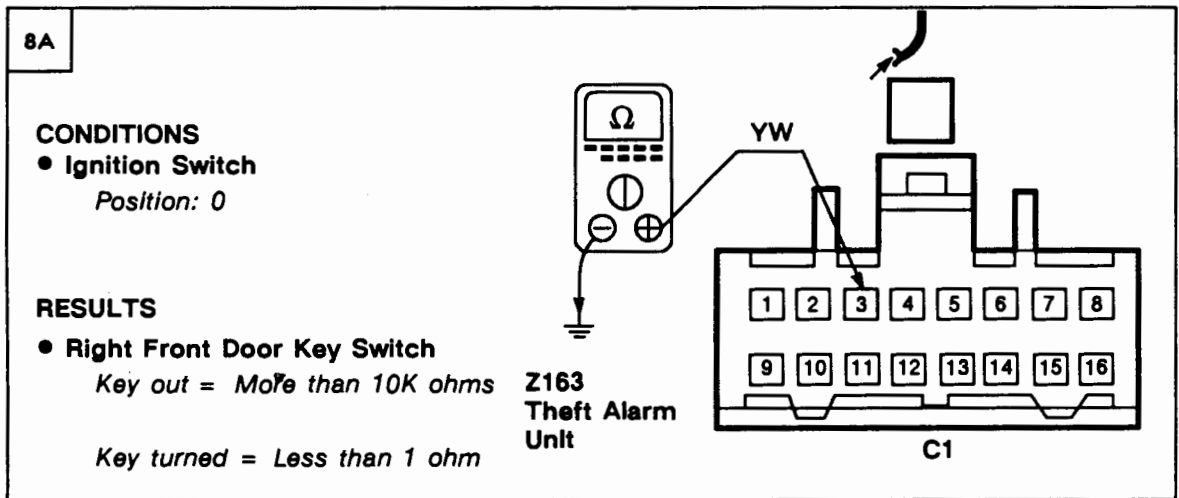 8A
CONDITIONS
● Ignition Switch
Position: 0
RESULTS
● Right Front Door Key Switch
Key out = More than 10K ohms
Key turned = Less than 1 ohm
Ω
− +
YW
Z163
Theft Alarm
Unit
1 2 3 4 5 6 7 8
9 10 11 12 13 14 15 16
C1